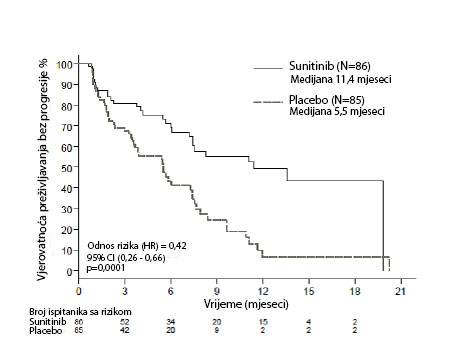 Vjerovatnoća preživljavanja bez progresije %
100
90
80
70
60
50
40
30
20
10
0
Sunitinib (N=86)
Medijana 11,4 mjeseci
Placebo (N=85)
Medijana 5,5 mjeseci
Odnos rizika (HR) = 0,42
95% CI (0,26 - 0,66)
p=0,0001
0 3 6 9 12 15 18 21
Vrijeme (mjeseci)
Broj ispitanika sa rizikom
Sunitinib 86 52 34 20 15 4 2
Placebo 85 42 20 9 2 2 2